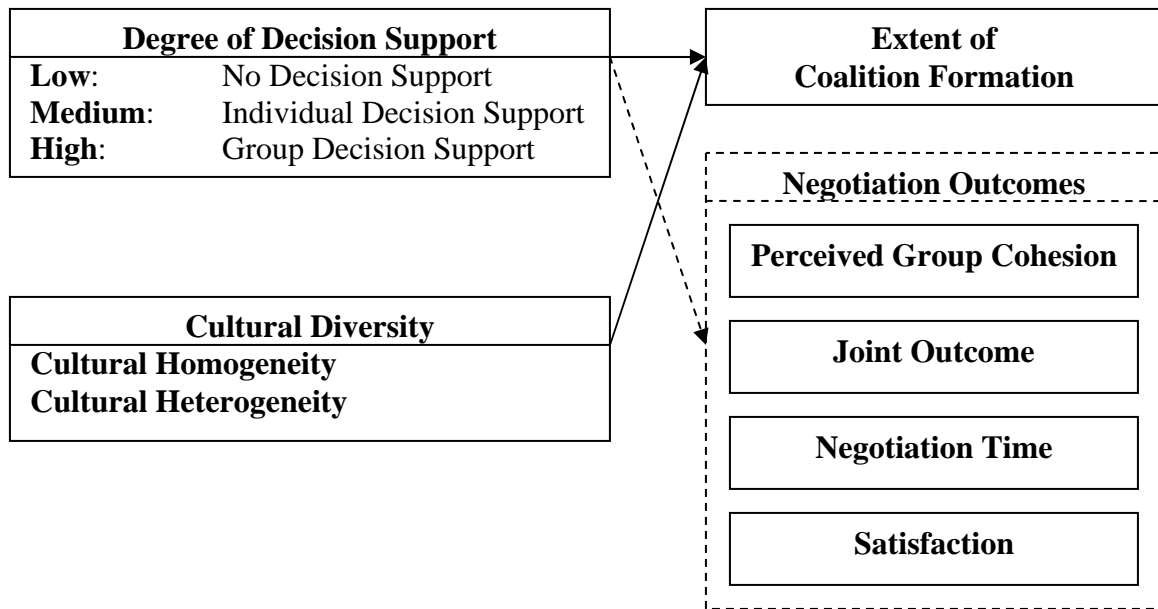 Degree of Decision Support
Low: No Decision Support
Medium: Individual Decision Support
High: Group Decision Support
Cultural Diversity
Cultural Homogeneity
Cultural Heterogeneity
Extent of
Coalition Formation
Negotiation Outcomes
Perceived Group Cohesion
Joint Outcome
Negotiation Time
Satisfaction